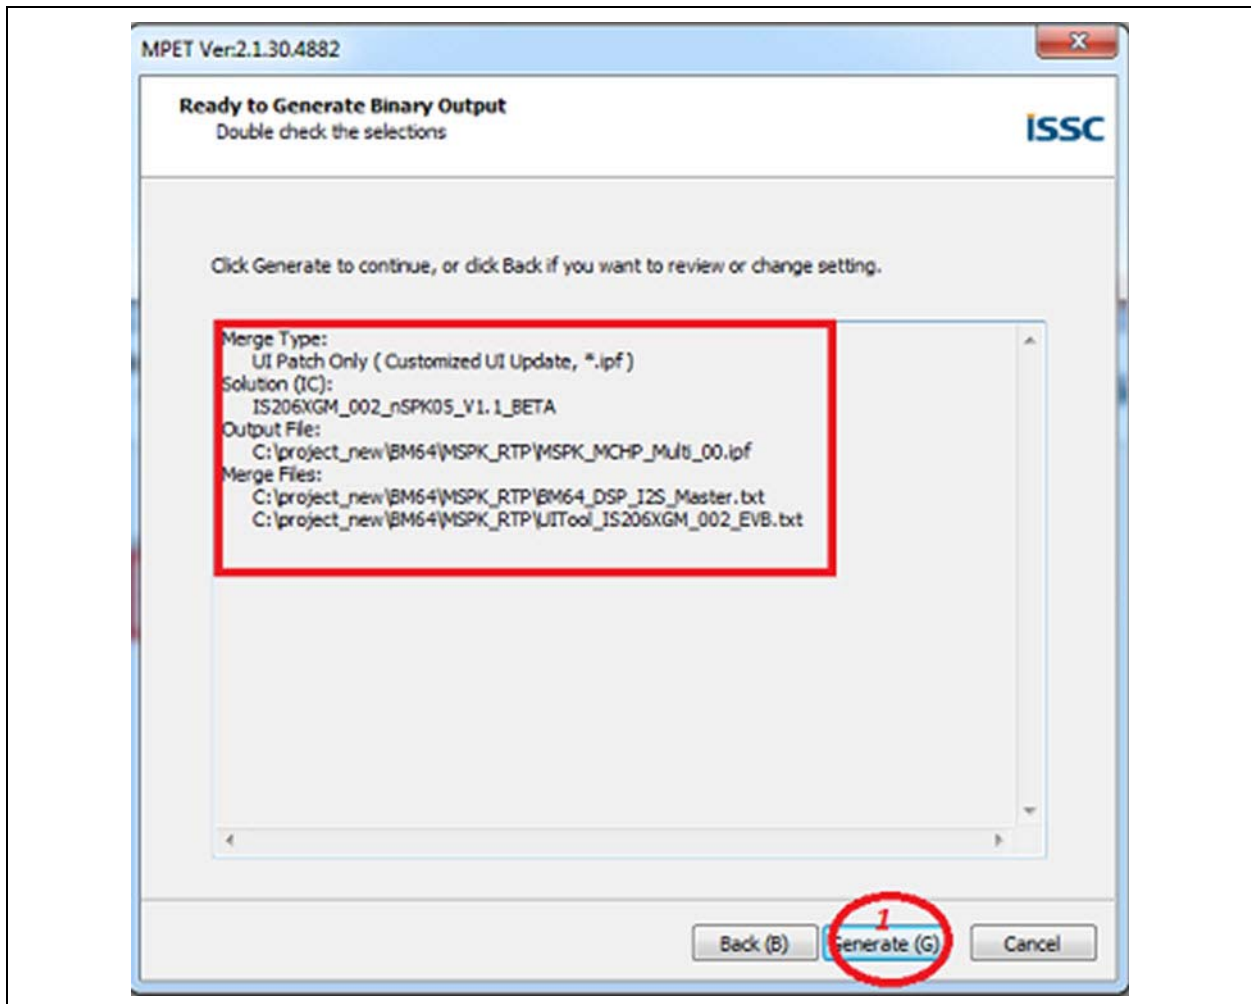 MPET Ver:2.1.30.4882
Ready to Generate Binary Output
Double check the selections
issc
Click Generate to continue, or click Back if you want to review or change setting.
Merge Type:
UI Patch Only ( Customized UI Update, *.ipf )
Solution (IC):
IS206XGM_002_nSPK05_V1.1_BETA
Output File:
C:\project_new\BM64\MSPK_RTP\MSPK_MCHP_Multi_00.ipf
Merge Files:
C:\project_new\BM64\MSPK_RTP\BM64_DSP_I2S_Master.txt
C:\project_new\BM64\MSPK_RTP\UITool_IS206XGM_002_EVB.txt
1
Back (B) Generate (G) Cancel